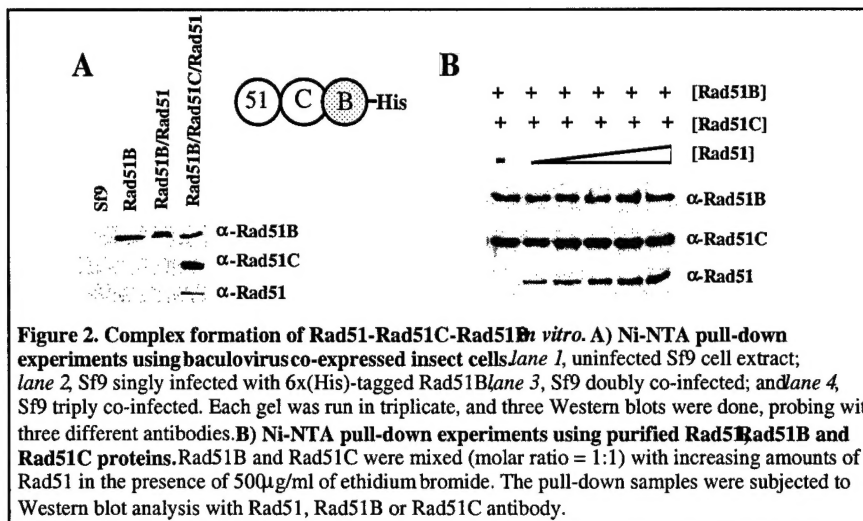 A
B
51 C B -His
Sf9
Rad51B
Rad51B/Rad51
Rad51B/Rad51C/Rad51
α-Rad51B
α-Rad51C
α-Rad51
+ + + + + + [Rad51B]
+ + + + + + [Rad51C]
- [Rad51]
α-Rad51B
α-Rad51C
α-Rad51
Figure 2. Complex formation of Rad51-Rad51C-Rad51B in vitro. A) Ni-NTA pull-down
experiments using baculovirus co-expressed insect cells. lane 1, uninfected Sf9 cell extract;
lane 2, Sf9 singly infected with 6x(His)-tagged Rad51B; lane 3, Sf9 doubly co-infected; and lane 4,
Sf9 triply co-infected. Each gel was run in triplicate, and three Western blots were done, probing wit
three different antibodies. B) Ni-NTA pull-down experiments using purified Rad51, Rad51B and
Rad51C proteins. Rad51B and Rad51C were mixed (molar ratio = 1:1) with increasing amounts of
Rad51 in the presence of 500μg/ml of ethidium bromide. The pull-down samples were subjected to
Western blot analysis with Rad51, Rad51B or Rad51C antibody.